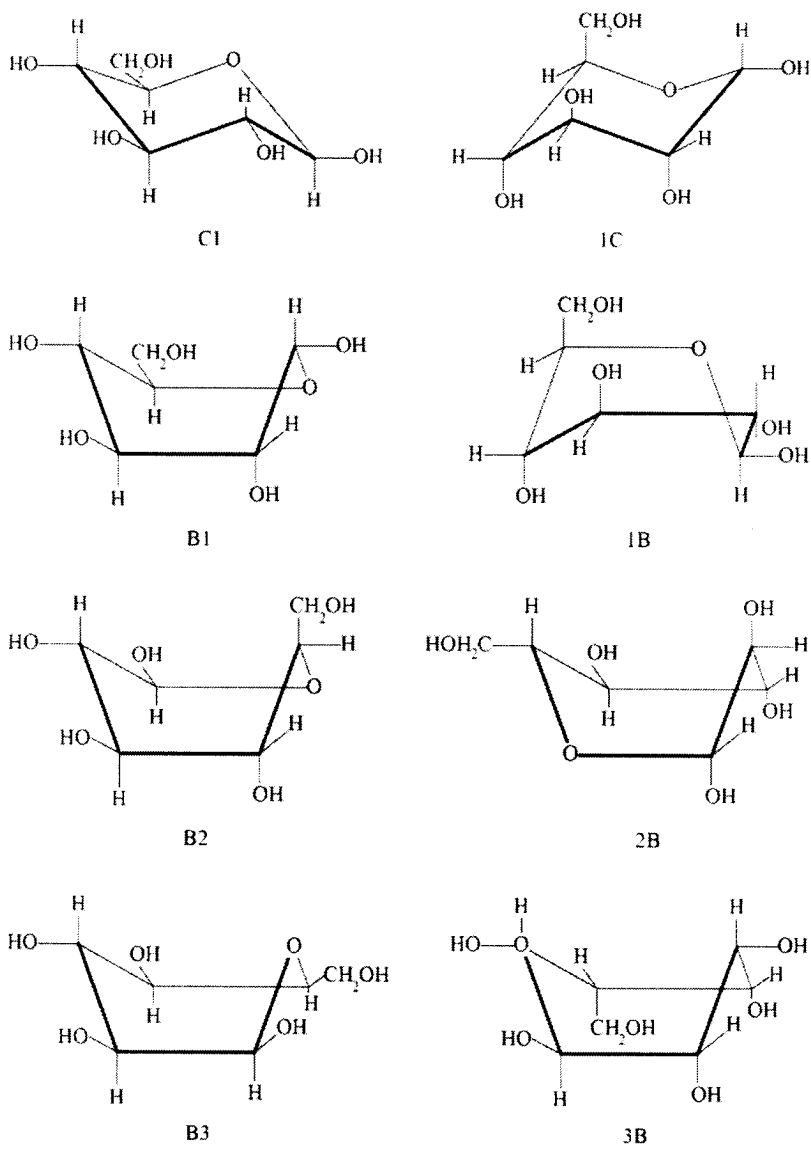 H
CH₂OH O
HO
H
H
HO
OH OH
H H
C1
CH₂OH
H
OH
H
O
OH
H
H H
OH OH
1C
H H
HO OH
CH₂OH
O
H
H
HO
H OH
B1
CH₂OH
H O
OH H
OH
H H
OH
OH H
1B
H CH₂OH
HO H
OH
O
H
H
HO
H OH
B2
OH
H
HOH₂C H
OH H
H OH
H
O
OH
2B
H
HO O
OH
CH₂OH
H H
HO OH
H H
B3
H H
HO O OH
H H
OH
CH₂OH H
HO
H OH
3B